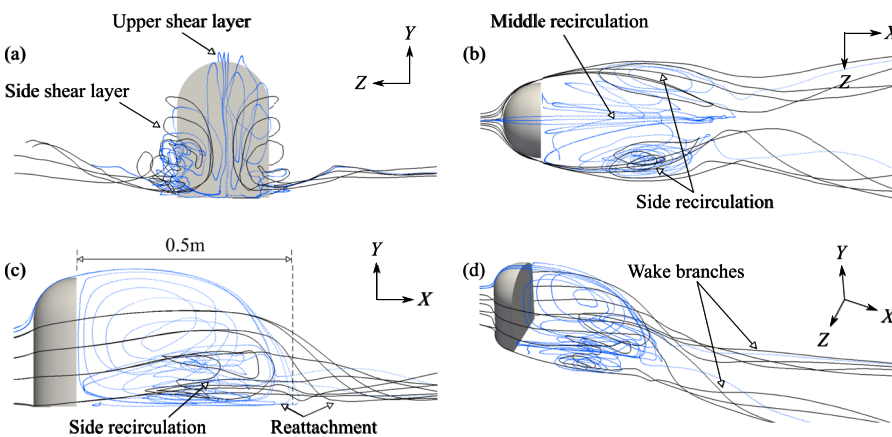 (a)
Upper shear layer
Side shear layer
Y
Z
(b)
Middle recirculation
Side recirculation
X
Z
(c)
0.5m
Y
X
Side recirculation
Reattachment
(d)
Wake branches
Y
X
Z